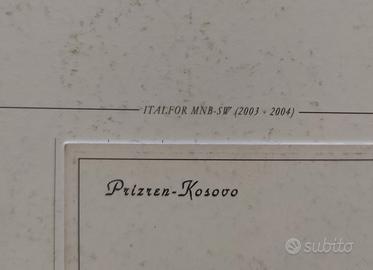 ITALFOR MNB-SW (2003 - 2004)
Prizren-Kosovo
subito